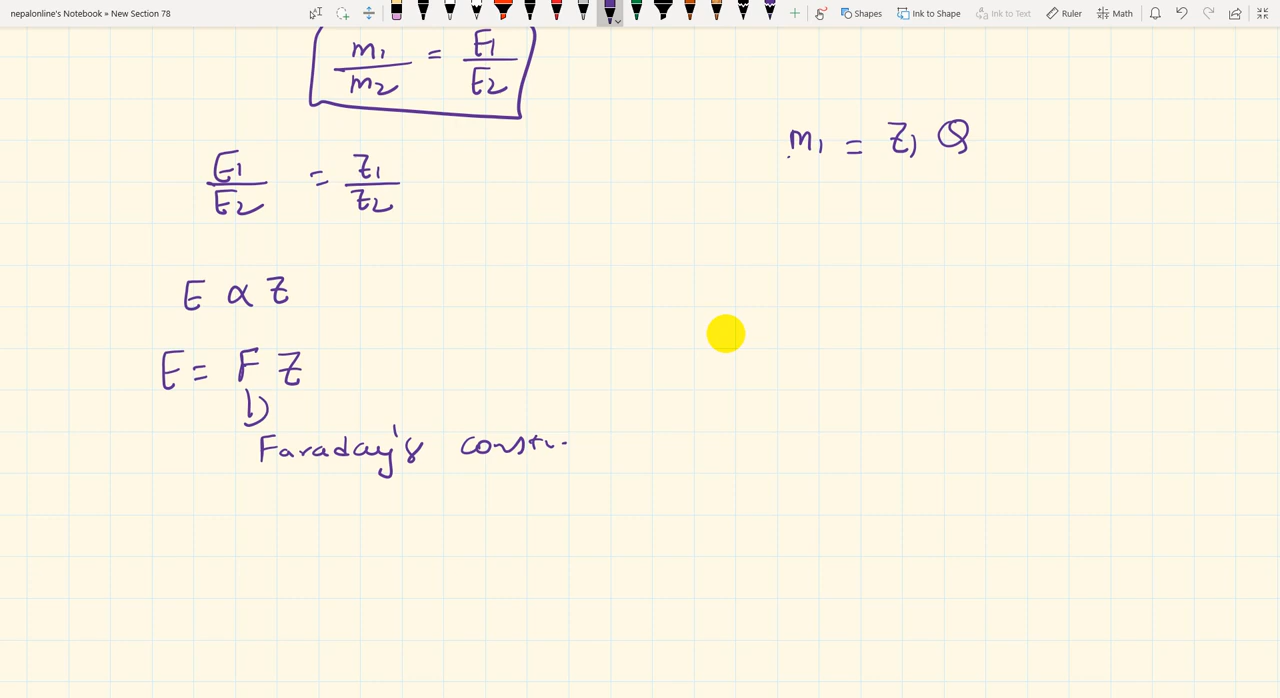 nepalonline's Notebook » New Section 78
Shapes Ink to Shape Ink to Text Ruler Math
m1/m2 = E1/E2
m1 = Z1 Q
E1/E2 = Z1/Z2
E ∝ Z
E = F Z
Faraday's const.